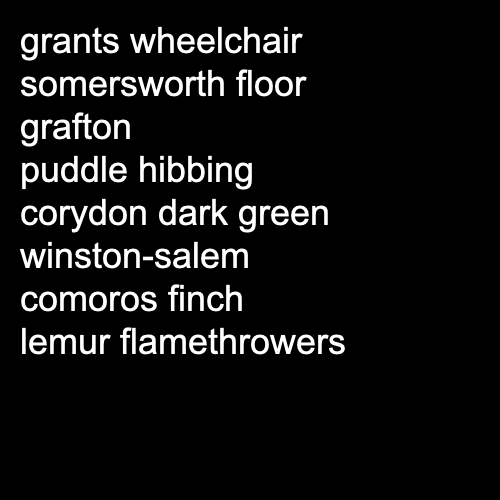 grants wheelchair
somersworth floor
grafton
puddle hibbing
corydon dark green
winston-salem
comoros finch
lemur flamethrowers